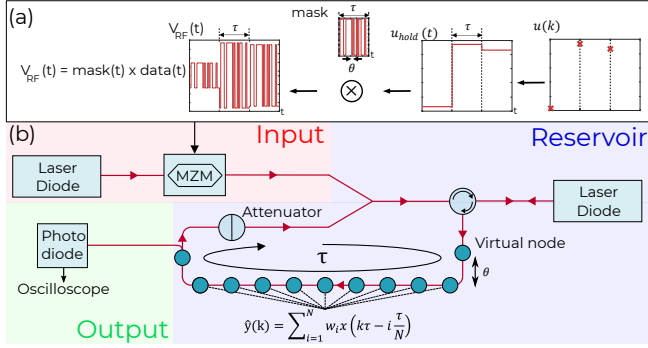 (a)
V_RF(t)
τ
mask
τ
θ
u_hold (t)
τ
u(k)
V_RF(t) = mask(t) x data(t)
t
t
t
t
(b)
Input
Reservoir
Laser
Diode
MZM
Laser
Diode
Attenuator
Photo
diode
Virtual node
τ
θ
Oscilloscope
Output
ŷ(k) = ∑_{i=1}^{N} w_i x (kτ − i τ/N)